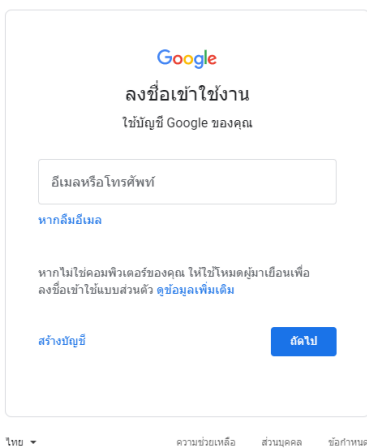 Google
ลงชื่อเข้าใช้งาน
ใช้บัญชี Google ของคุณ
อีเมลหรือโทรศัพท์
หากลืมอีเมล
หากไม่ใช่คอมพิวเตอร์ของคุณ ให้ใช้โหมดผู้มาเยือนเพื่อ
ลงชื่อเข้าใช้แบบส่วนตัว ดูข้อมูลเพิ่มเติม
สร้างบัญชี
ถัดไป
ไทย
ความช่วยเหลือ ส่วนบุคคล ข้อกำหนด